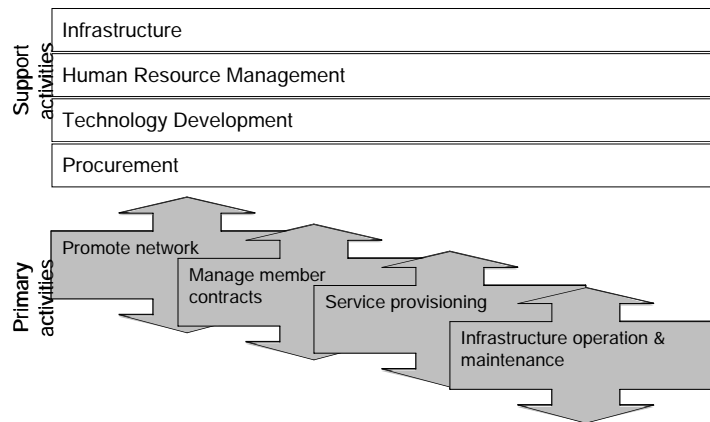 Support
activities
Infrastructure
Human Resource Management
Technology Development
Procurement
Primary
activities
Promote network
Manage member
contracts
Service provisioning
Infrastructure operation &
maintenance